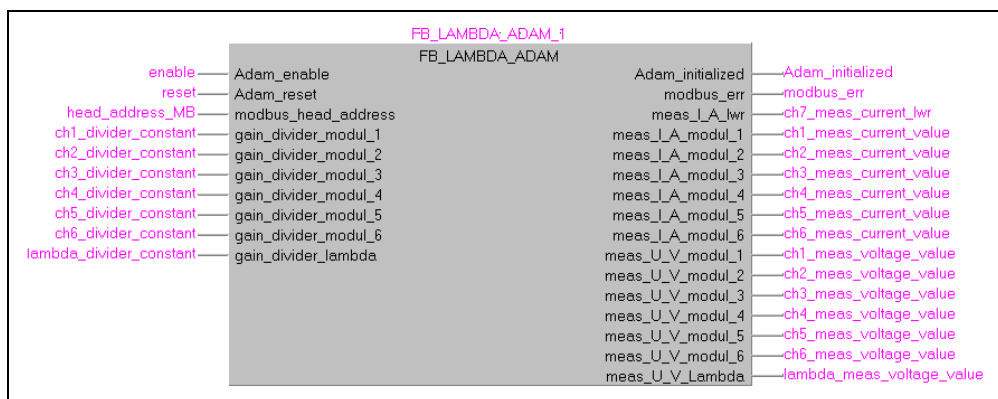 FB_LAMBDA_ADAM_1
FB_LAMBDA_ADAM
enable Adam_enable Adam_initialized Adam_initialized
reset Adam_reset modbus_err modbus_err
head_address_MB modbus_head_address meas_I_A_lwr ch7_meas_current_lwr
ch1_divider_constant gain_divider_modul_1 meas_I_A_modul_1 ch1_meas_current_value
ch2_divider_constant gain_divider_modul_2 meas_I_A_modul_2 ch2_meas_current_value
ch3_divider_constant gain_divider_modul_3 meas_I_A_modul_3 ch3_meas_current_value
ch4_divider_constant gain_divider_modul_4 meas_I_A_modul_4 ch4_meas_current_value
ch5_divider_constant gain_divider_modul_5 meas_I_A_modul_5 ch5_meas_current_value
ch6_divider_constant gain_divider_modul_6 meas_I_A_modul_6 ch6_meas_current_value
lambda_divider_constant gain_divider_lambda meas_U_V_modul_1 ch1_meas_voltage_value
meas_U_V_modul_2 ch2_meas_voltage_value
meas_U_V_modul_3 ch3_meas_voltage_value
meas_U_V_modul_4 ch4_meas_voltage_value
meas_U_V_modul_5 ch5_meas_voltage_value
meas_U_V_modul_6 ch6_meas_voltage_value
meas_U_V_Lambda lambda_meas_voltage_value